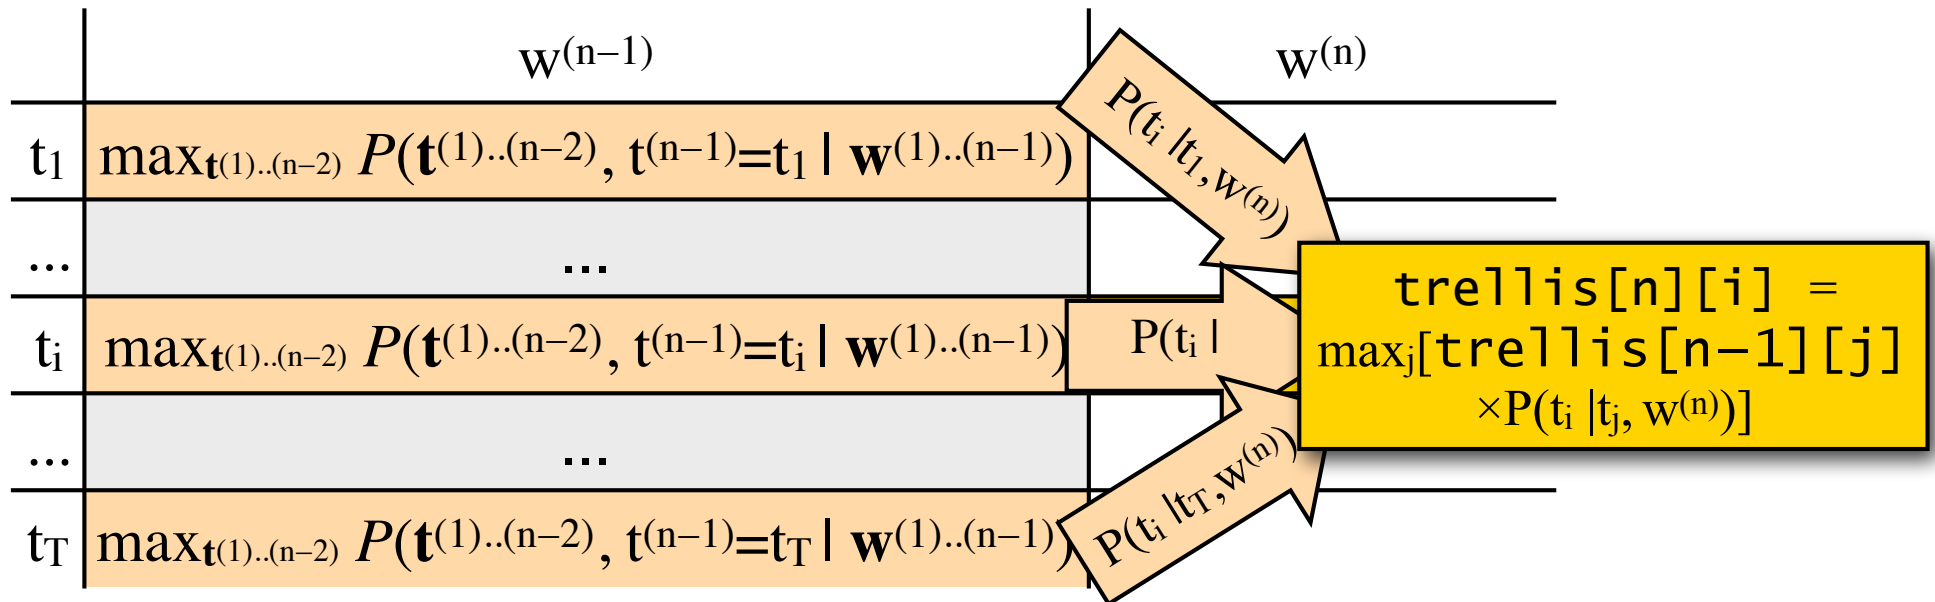 w(n–1) w(n)
t1 maxt(1)..(n–2) P(t(1)..(n–2), t(n–1)=t1 | w(1)..(n–1))
P(ti |t1, w(n))
... ...
ti maxt(1)..(n–2) P(t(1)..(n–2), t(n–1)=ti | w(1)..(n–1))
P(ti |
trellis[n][i] =
maxj[trellis[n–1][j]
×P(ti |tj, w(n))]
... ...
tT maxt(1)..(n–2) P(t(1)..(n–2), t(n–1)=tT | w(1)..(n–1))
P(ti |tT, w(n))